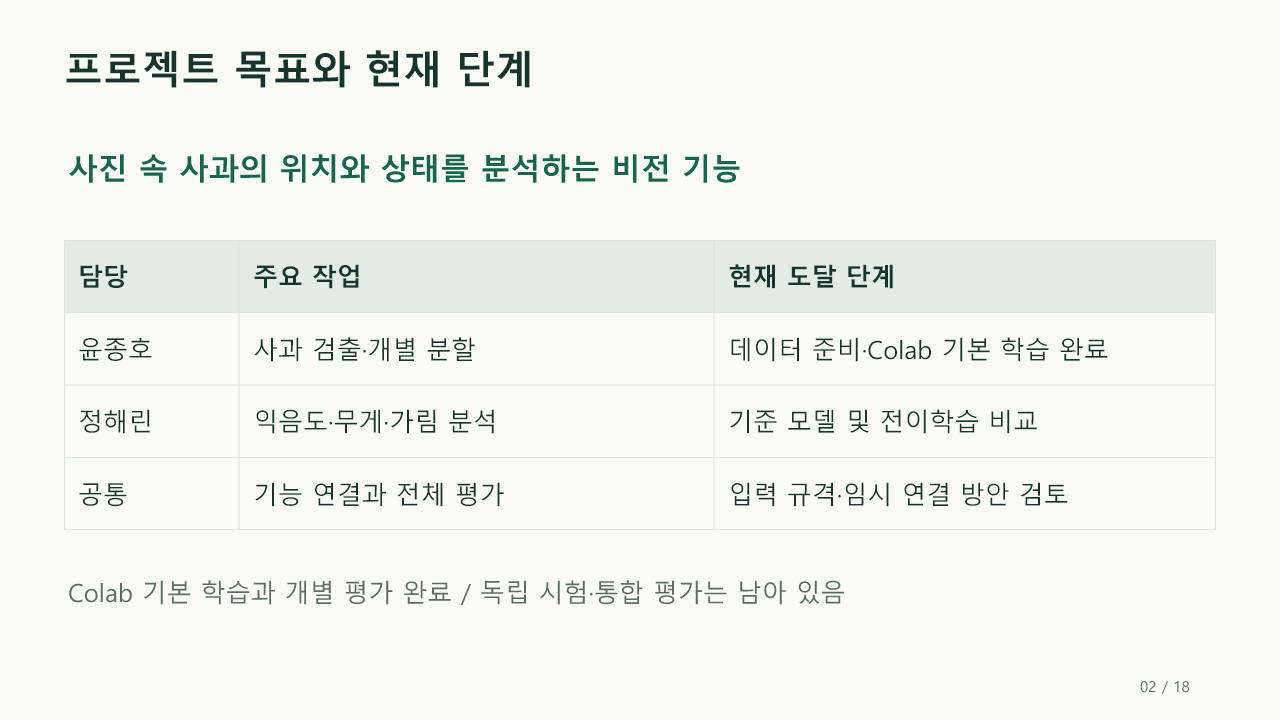 프로젝트 목표와 현재 단계
사진 속 사과의 위치와 상태를 분석하는 비전 기능
담당 주요 작업 현재 도달 단계
윤종호 사과 검출·개별 분할 데이터 준비·Colab 기본 학습 완료
정해린 익음도·무게·가림 분석 기준 모델 및 전이학습 비교
공통 기능 연결과 전체 평가 입력 규격·임시 연결 방안 검토
Colab 기본 학습과 개별 평가 완료 / 독립 시험·통합 평가는 남아 있음
02 / 18